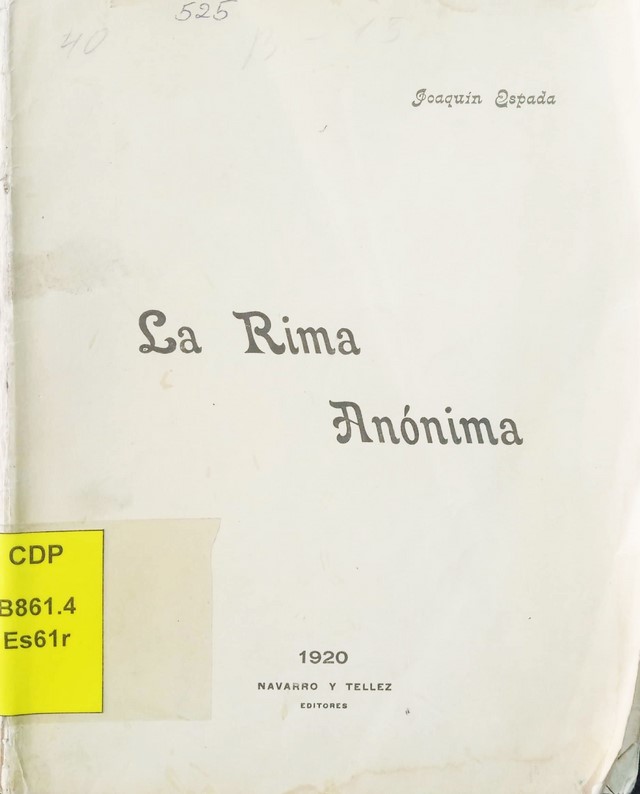 525
40
Joaquin Espada
La Rima
Anónima
CDP
B861.4
Es61r
1920
NAVARRO Y TELLEZ
EDITORES